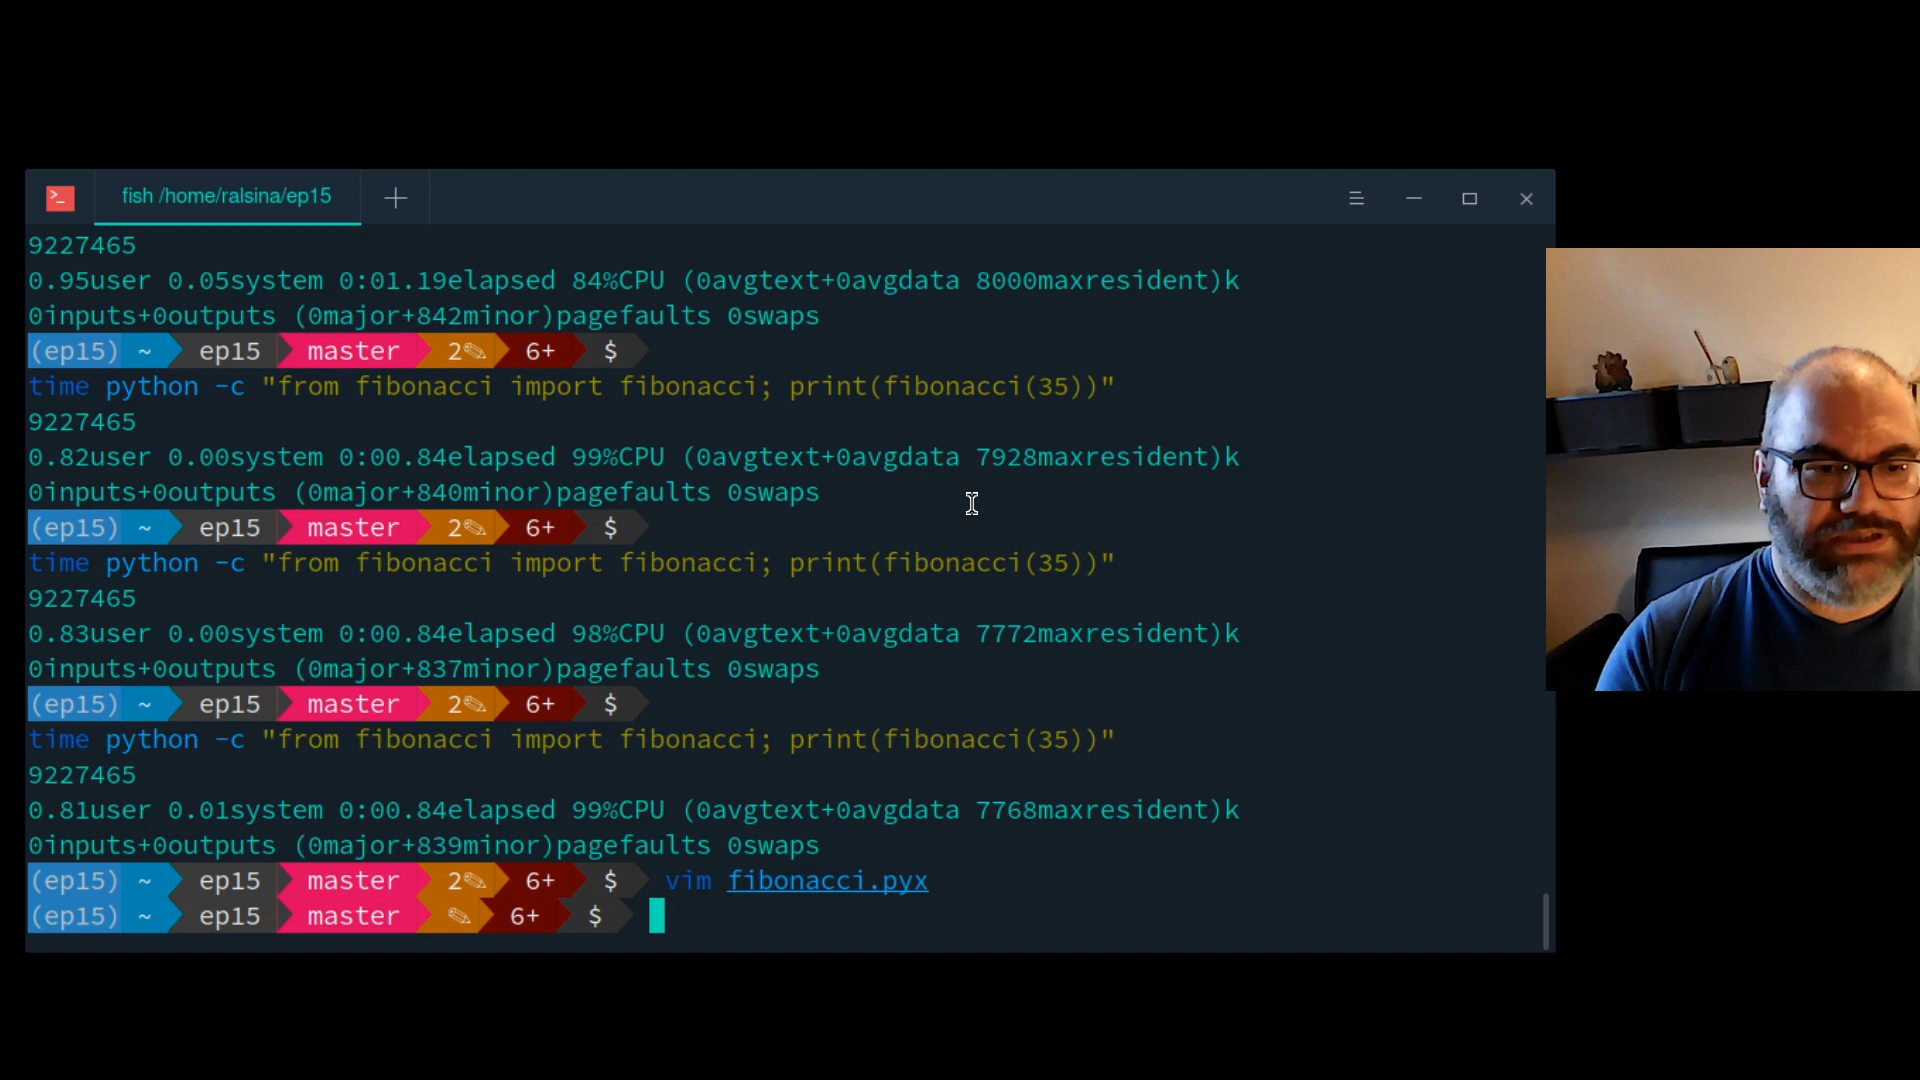 fish /home/ralsina/ep15
9227465
0.95user 0.05system 0:01.19elapsed 84%CPU (0avgtext+0avgdata 8000maxresident)k
0inputs+0outputs (0major+842minor)pagefaults 0swaps
(ep15) ~ ep15 master 2✎ 6+ $
time python -c "from fibonacci import fibonacci; print(fibonacci(35))"
9227465
0.82user 0.00system 0:00.84elapsed 99%CPU (0avgtext+0avgdata 7928maxresident)k
0inputs+0outputs (0major+840minor)pagefaults 0swaps
(ep15) ~ ep15 master 2✎ 6+ $
time python -c "from fibonacci import fibonacci; print(fibonacci(35))"
9227465
0.83user 0.00system 0:00.84elapsed 98%CPU (0avgtext+0avgdata 7772maxresident)k
0inputs+0outputs (0major+837minor)pagefaults 0swaps
(ep15) ~ ep15 master 2✎ 6+ $
time python -c "from fibonacci import fibonacci; print(fibonacci(35))"
9227465
0.81user 0.01system 0:00.84elapsed 99%CPU (0avgtext+0avgdata 7768maxresident)k
0inputs+0outputs (0major+839minor)pagefaults 0swaps
(ep15) ~ ep15 master 2✎ 6+ $ vim fibonacci.pyx
(ep15) ~ ep15 master ✎ 6+ $